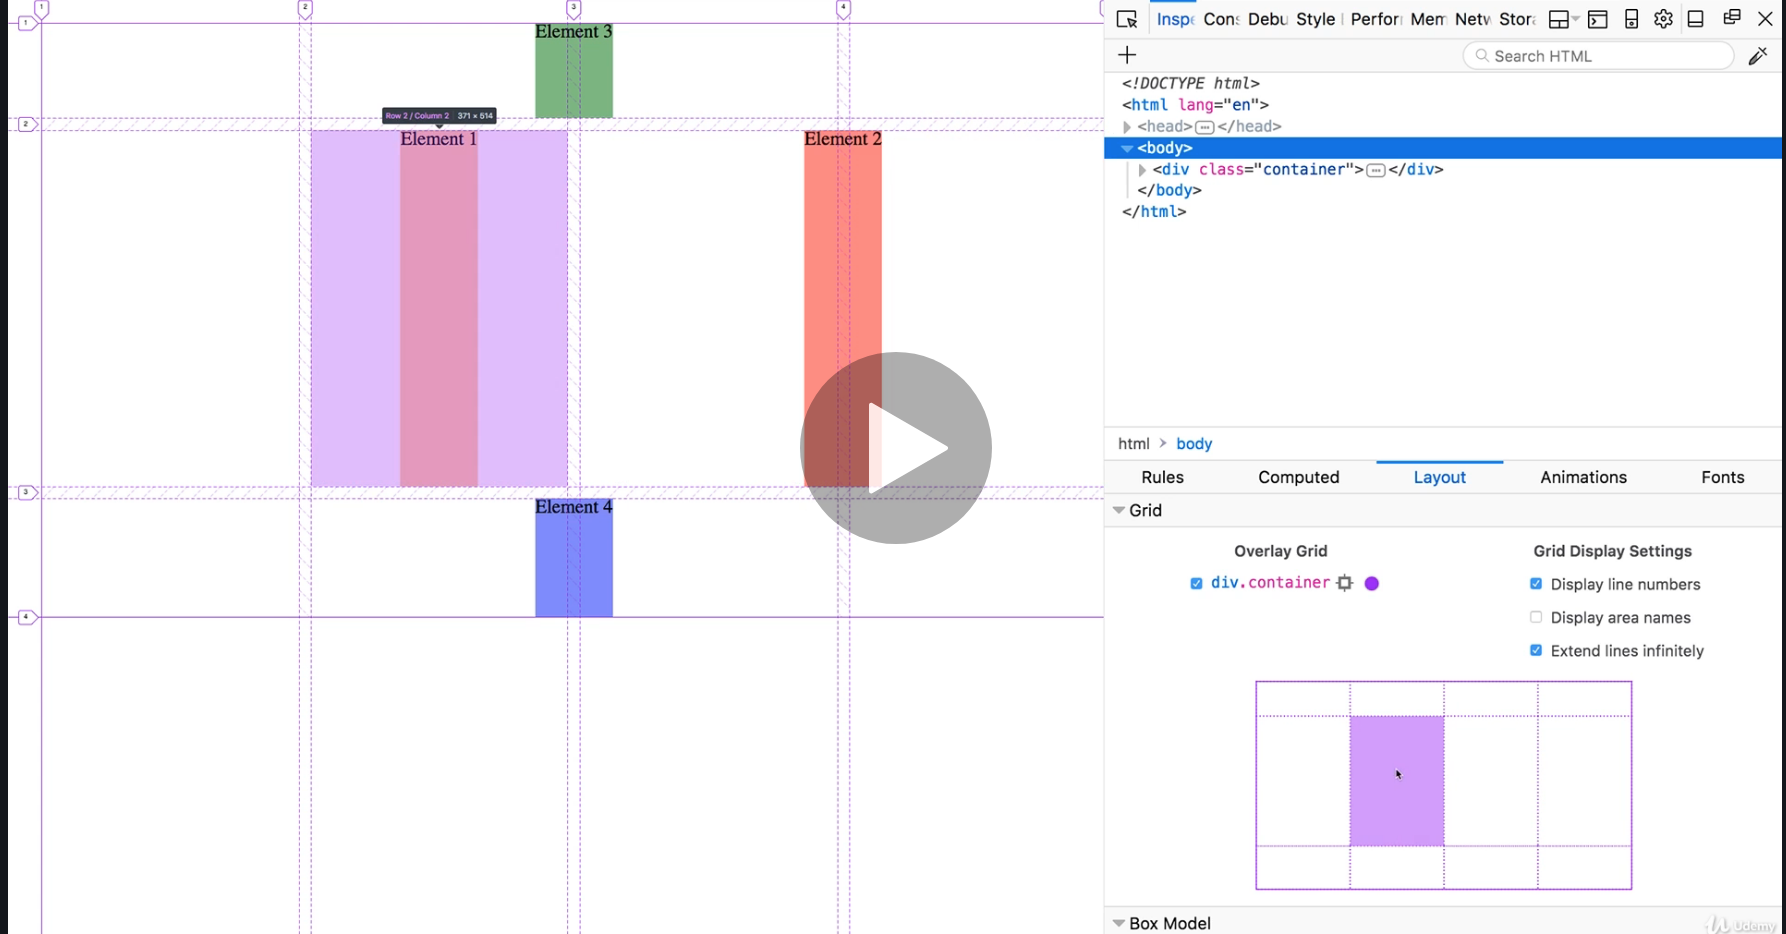 1 2 3 4
1
Element 3
2
Row 2 / Column 2 371 × 514
Element 1
Element 2
3
Element 4
4
Inspe Cons Debu Style Perfor Mem Netw Stora
Search HTML
<!DOCTYPE html>
<html lang="en">
<head> </head>
<body>
<div class="container"> </div>
</body>
</html>
html > body
Rules Computed Layout Animations Fonts
Grid
Overlay Grid
div.container
Grid Display Settings
Display line numbers
Display area names
Extend lines infinitely
Box Model
Udemy